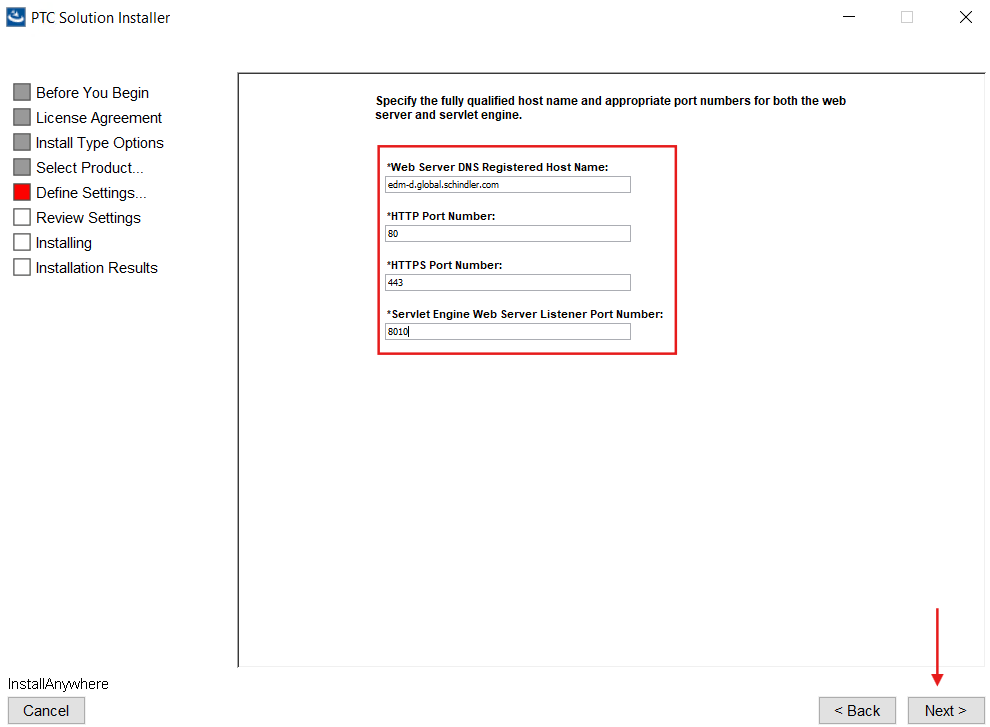 PTC Solution Installer
Before You Begin
License Agreement
Install Type Options
Select Product...
Define Settings...
Review Settings
Installing
Installation Results
Specify the fully qualified host name and appropriate port numbers for both the web
server and servlet engine.
*Web Server DNS Registered Host Name:
edm-d.global.schindler.com
*HTTP Port Number:
80
*HTTPS Port Number:
443
*Servlet Engine Web Server Listener Port Number:
8010
InstallAnywhere
Cancel
< Back
Next >